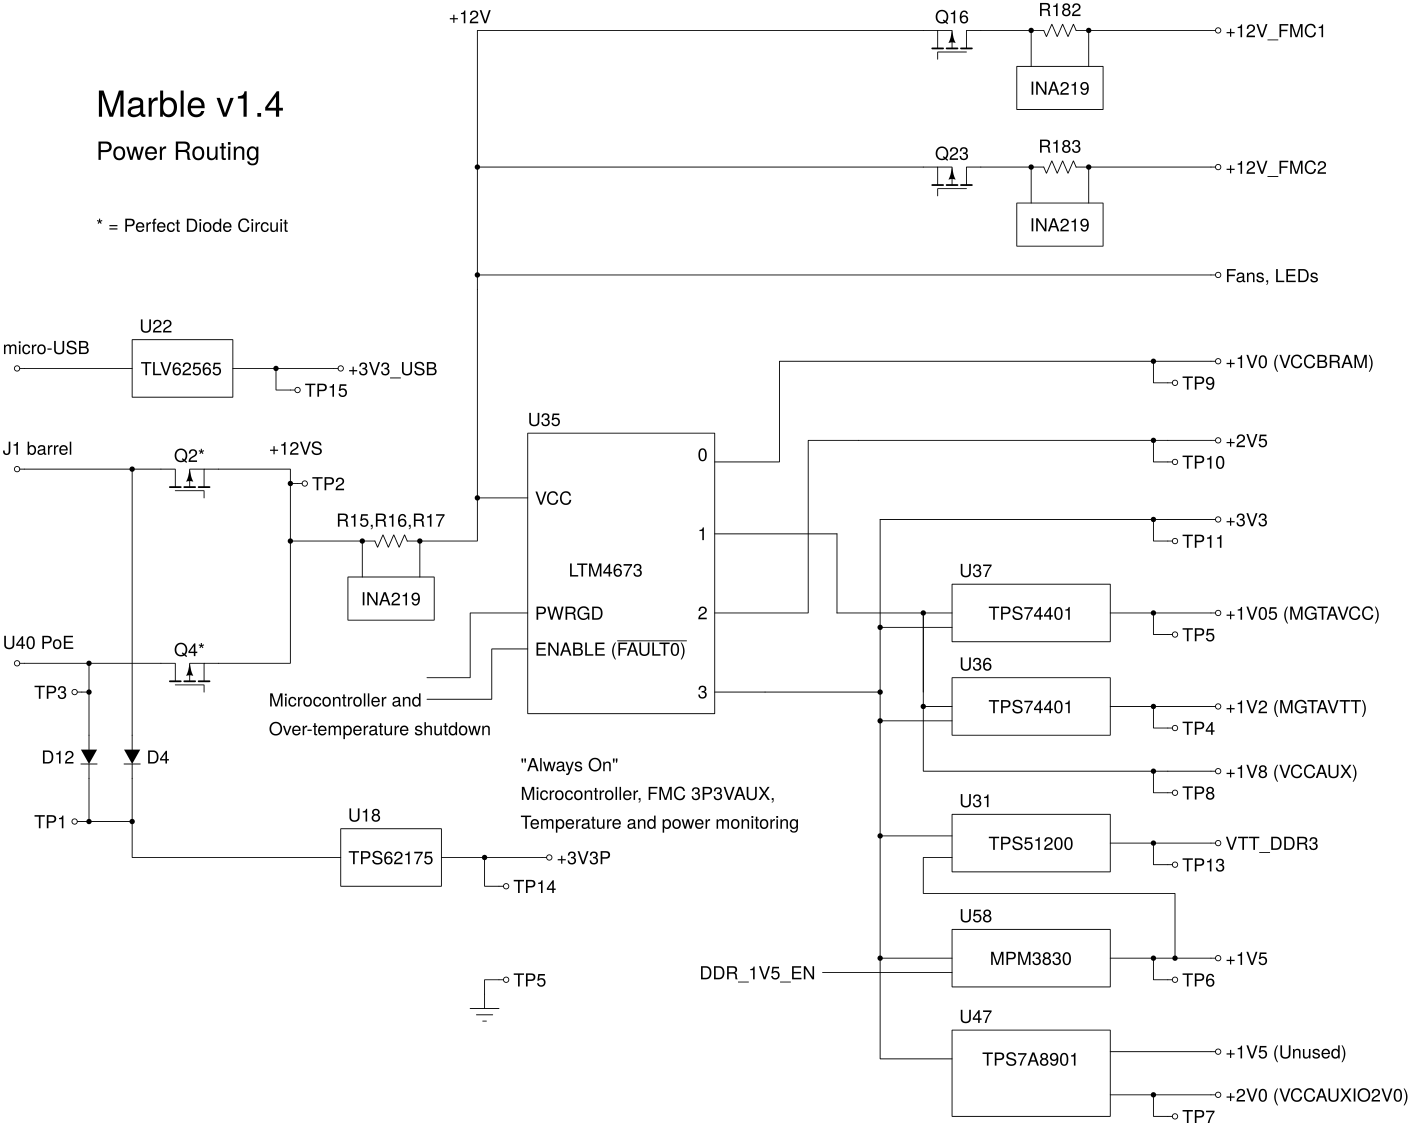 +12V
Q16
R182
+12V_FMC1
INA219
Marble v1.4
Power Routing
Q23
R183
+12V_FMC2
INA219
* = Perfect Diode Circuit
Fans, LEDs
U22
micro-USB
TLV62565
+3V3_USB
TP15
+1V0 (VCCBRAM)
TP9
J1 barrel
Q2*
+12VS
TP2
R15,R16,R17
INA219
U35
0
VCC
1
LTM4673
PWRGD
2
ENABLE (FAULT0)
3
+2V5
TP10
+3V3
TP11
U37
TPS74401
+1V05 (MGTAVCC)
TP5
U40 PoE
Q4*
TP3
Microcontroller and
Over-temperature shutdown
U36
TPS74401
+1V2 (MGTAVTT)
TP4
D12
D4
+1V8 (VCCAUX)
TP8
"Always On"
Microcontroller, FMC 3P3VAUX,
Temperature and power monitoring
TP1
U18
TPS62175
+3V3P
TP14
U31
TPS51200
VTT_DDR3
TP13
U58
MPM3830
DDR_1V5_EN
+1V5
TP6
TP5
U47
TPS7A8901
+1V5 (Unused)
+2V0 (VCCAUXIO2V0)
TP7